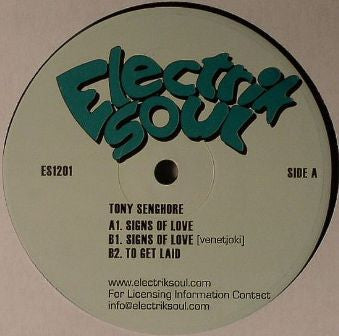 Electrik
SOUL
ES1201
SIDE A
TONY SENGHORE
A1. SIGNS OF LOVE
B1. SIGNS OF LOVE [venetjoki]
B2. TO GET LAID
www.electriksoul.com
For Licensing Information Contact
info@electriksoul.com